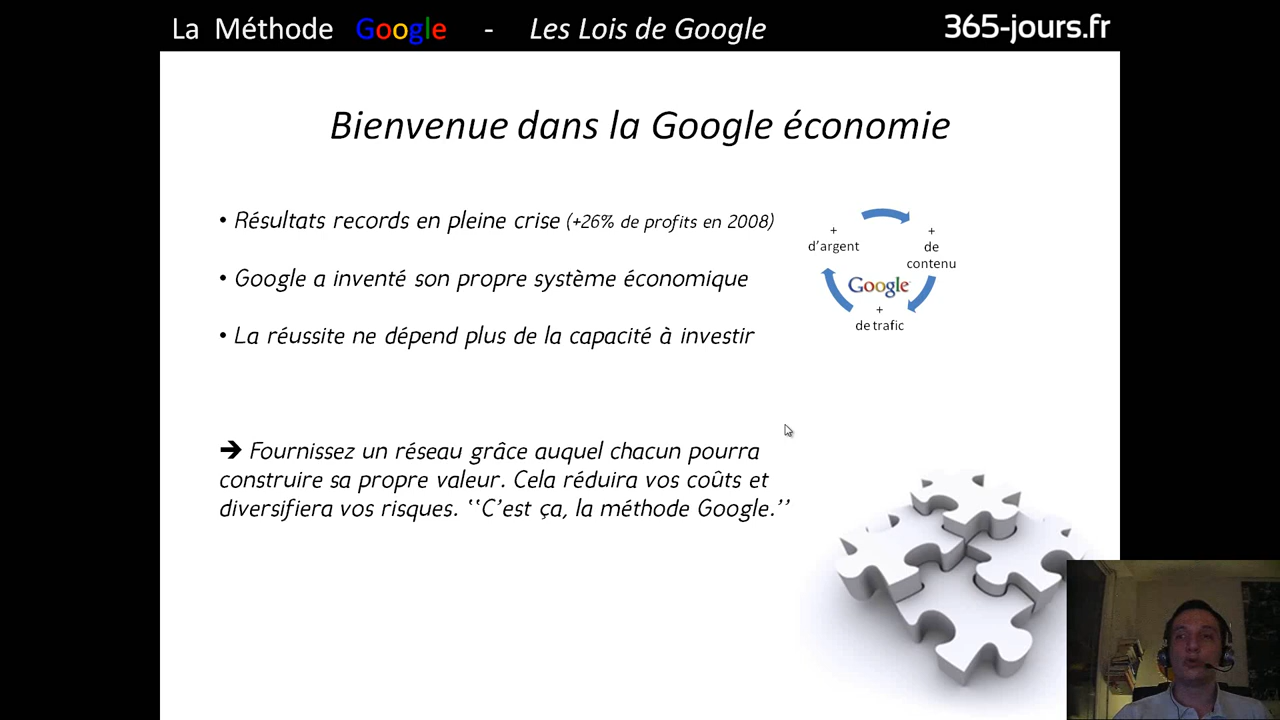 La Méthode Google - Les Lois de Google 365-jours.fr
Bienvenue dans la Google économie
• Résultats records en pleine crise (+26% de profits en 2008)
• Google a inventé son propre système économique
• La réussite ne dépend plus de la capacité à investir
+
d’argent
+
de
contenu
Google
+
de trafic
➔ Fournissez un réseau grâce auquel chacun pourra
construire sa propre valeur. Cela réduira vos coûts et
diversifiera vos risques. ‘‘C’est ça, la méthode Google.’’